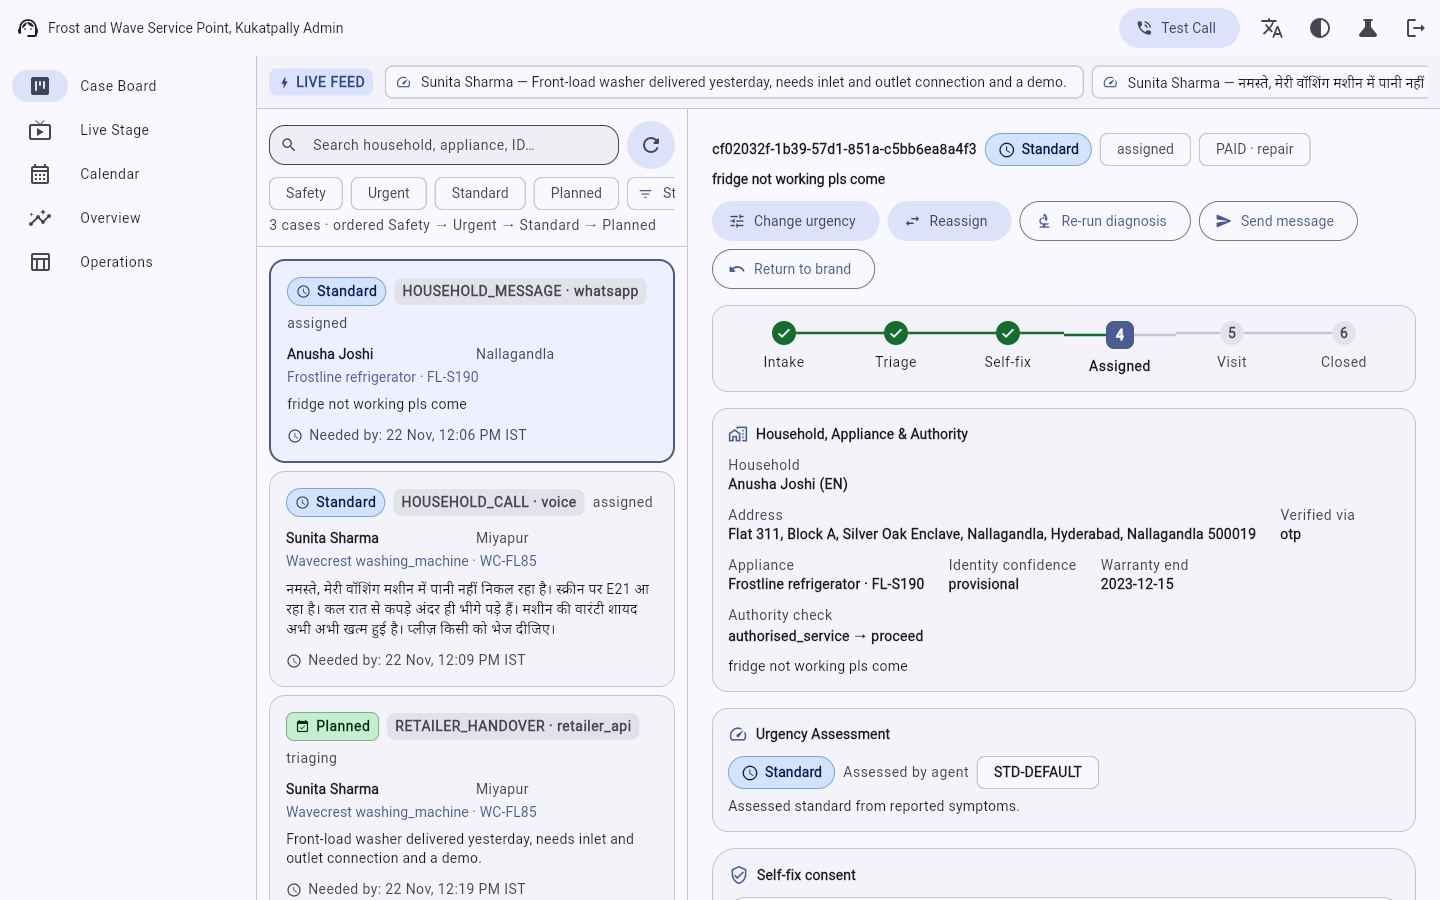 Frost and Wave Service Point, Kukatpally Admin
Test Call
Case Board
Live Stage
Calendar
Overview
Operations
LIVE FEED
Sunita Sharma — Front-load washer delivered yesterday, needs inlet and outlet connection and a demo.
Sunita Sharma — नमस्ते, मेरी वॉशिंग मशीन में पानी नहीं
Search household, appliance, ID…
Safety
Urgent
Standard
Planned
St
3 cases · ordered Safety → Urgent → Standard → Planned
Standard
HOUSEHOLD_MESSAGE · whatsapp
assigned
Anusha Joshi
Nallagandla
Frostline refrigerator · FL-S190
fridge not working pls come
Needed by: 22 Nov, 12:06 PM IST
Standard
HOUSEHOLD_CALL · voice
assigned
Sunita Sharma
Miyapur
Wavecrest washing_machine · WC-FL85
नमस्ते, मेरी वॉशिंग मशीन में पानी नहीं निकल रहा है। स्क्रीन पर E21 आ
रहा है। कल रात से कपड़े अंदर ही भीगे पड़े हैं। मशीन की वारंटी शायद
अभी अभी खत्म हुई है। प्लीज़ किसी को भेज दीजिए।
Needed by: 22 Nov, 12:09 PM IST
Planned
RETAILER_HANDOVER · retailer_api
triaging
Sunita Sharma
Miyapur
Wavecrest washing_machine · WC-FL85
Front-load washer delivered yesterday, needs inlet and
outlet connection and a demo.
Needed by: 22 Nov, 12:19 PM IST
cf02032f-1b39-57d1-851a-c5bb6ea8a4f3
Standard
assigned
PAID · repair
fridge not working pls come
Change urgency
Reassign
Re-run diagnosis
Send message
Return to brand
4
5
6
Intake
Triage
Self-fix
Assigned
Visit
Closed
Household, Appliance & Authority
Household
Anusha Joshi (EN)
Address
Verified via
Flat 311, Block A, Silver Oak Enclave, Nallagandla, Hyderabad, Nallagandla 500019
otp
Appliance
Identity confidence
Warranty end
Frostline refrigerator · FL-S190
provisional
2023-12-15
Authority check
authorised_service → proceed
fridge not working pls come
Urgency Assessment
Standard
Assessed by agent
STD-DEFAULT
Assessed standard from reported symptoms.
Self-fix consent